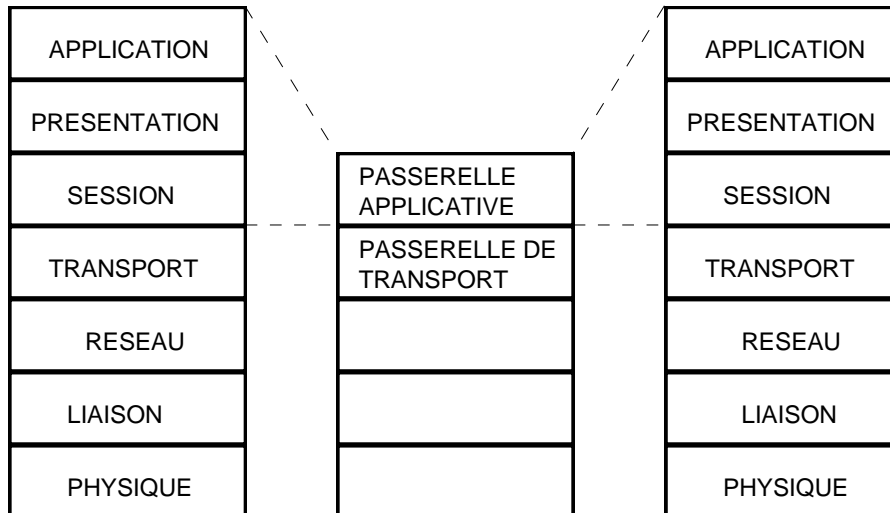 APPLICATION
PRESENTATION
SESSION
TRANSPORT
RESEAU
LIAISON
PHYSIQUE
PASSERELLE
APPLICATIVE
PASSERELLE DE
TRANSPORT
APPLICATION
PRESENTATION
SESSION
TRANSPORT
RESEAU
LIAISON
PHYSIQUE